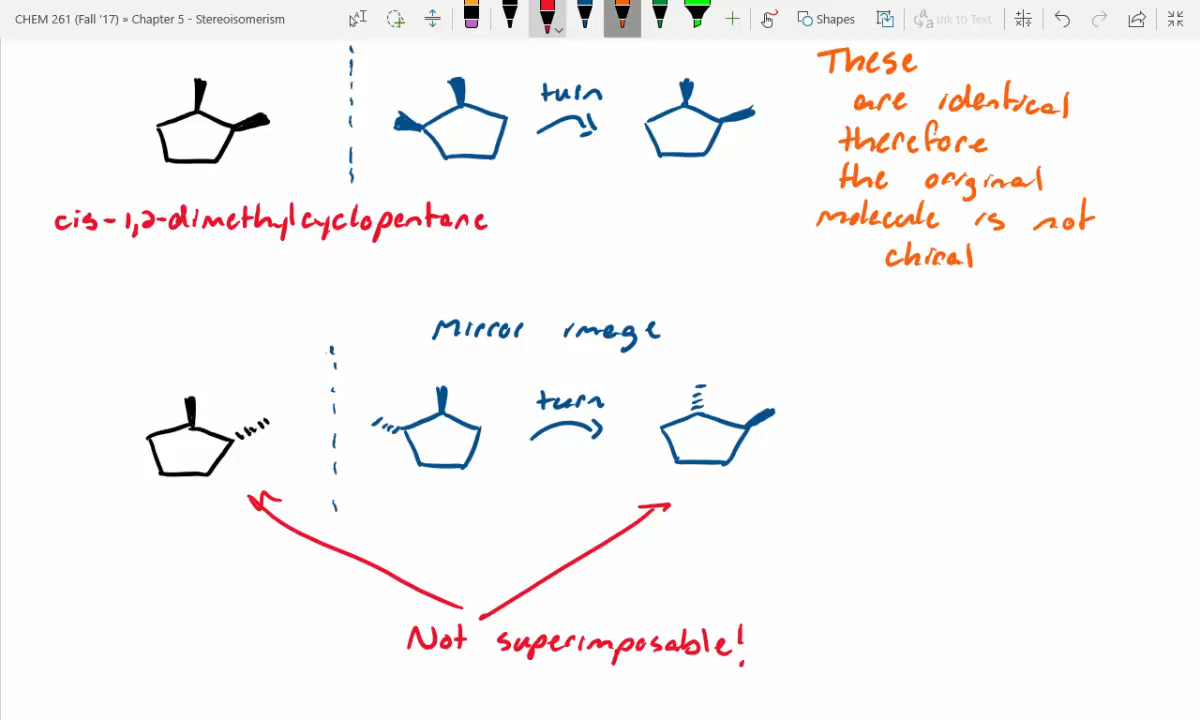 CHEM 261 (Fall '17) » Chapter 5 - Stereoisomerism
Shapes
Ink to Text
turn
These
are identical
therefore
the original
molecule is not
chiral
cis-1,2-dimethylcyclopentane
Mirror image
turn
Not superimposable!